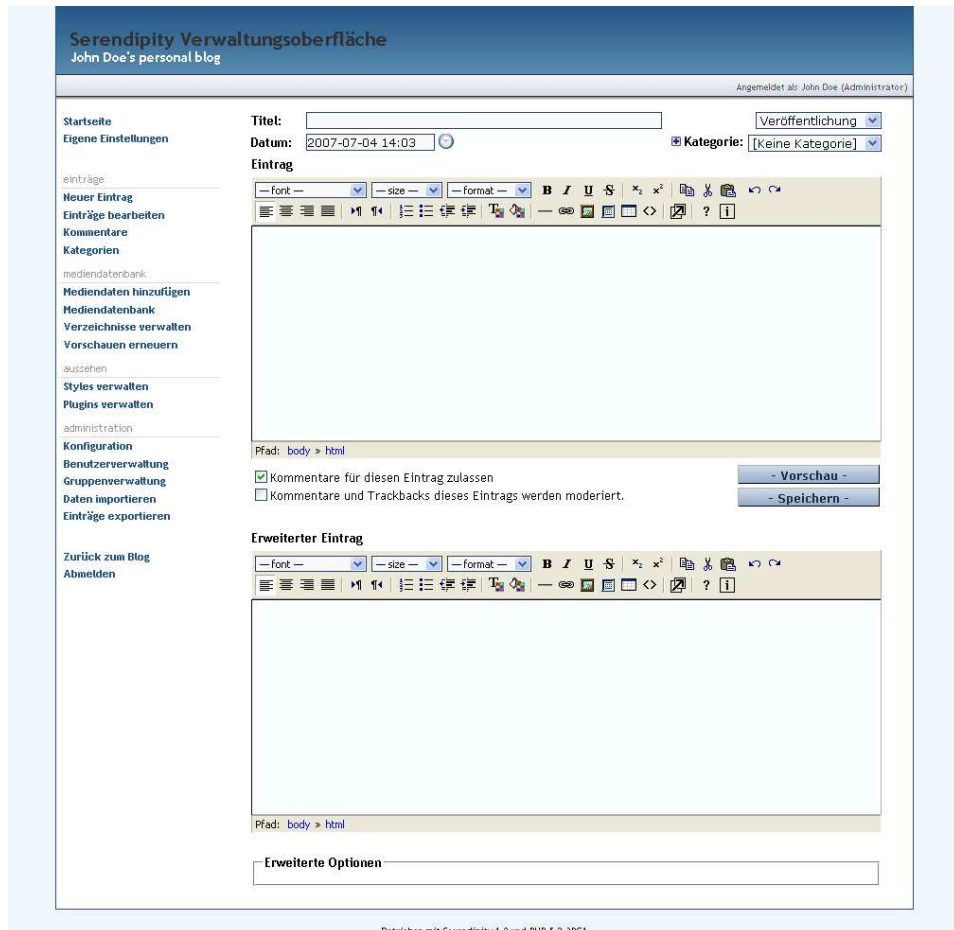 Serendipity Verwaltungsoberfläche
John Doe's personal blog
Angemeldet als John Doe (Administrator)
Startseite
Eigene Einstellungen
einträge
Neuer Eintrag
Einträge bearbeiten
Kommentare
Kategorien
mediendatenbank
Mediendaten hinzufügen
Mediendatenbank
Verzeichnisse verwalten
Vorschauen erneuern
aussehen
Styles verwalten
Plugins verwalten
administration
Konfiguration
Benutzerverwaltung
Gruppenverwaltung
Daten importieren
Einträge exportieren
Zurück zum Blog
Abmelden
Titel: Veröffentlichung
Datum: 2007-07-04 14:03 Kategorie: [Keine Kategorie]
Eintrag
— font — — size — — format — B I U S x₂ x²
? i
Pfad: body » html
Kommentare für diesen Eintrag zulassen
- Vorschau -
Kommentare und Trackbacks dieses Eintrags werden moderiert.
- Speichern -
Erweiterter Eintrag
— font — — size — — format — B I U S x₂ x²
? i
Pfad: body » html
Erweiterte Optionen